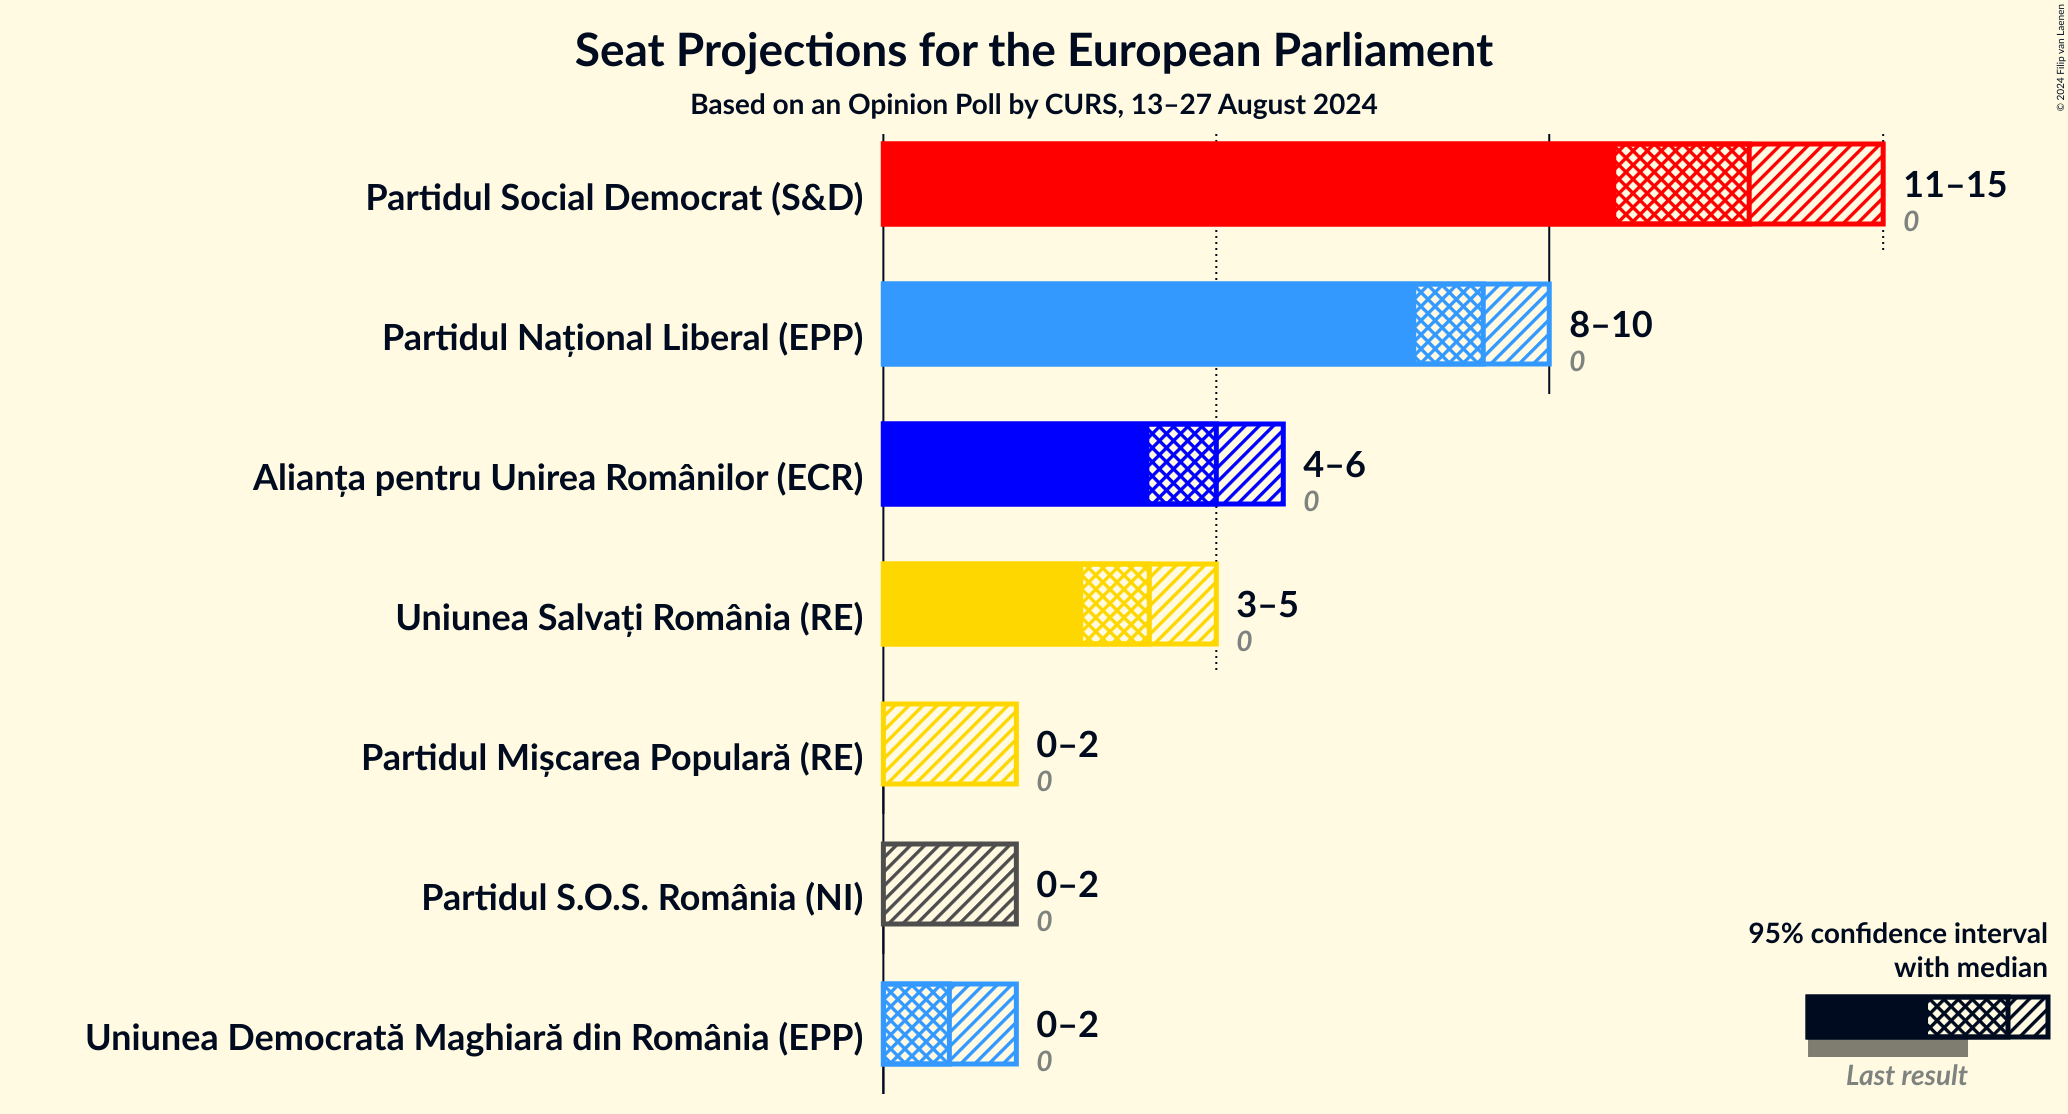 Seat Projections for the European Parliament
Based on an Opinion Poll by CURS, 13–27 August 2024
© 2024 Filip van Laenen
Partidul Social Democrat (S&D)
11–15
0
Partidul Național Liberal (EPP)
8–10
0
Alianța pentru Unirea Românilor (ECR)
4–6
0
Uniunea Salvați România (RE)
3–5
0
Partidul Mișcarea Populară (RE)
0–2
0
Partidul S.O.S. România (NI)
0–2
0
Uniunea Democrată Maghiară din România (EPP)
0–2
0
95% confidence interval
with median
Last result